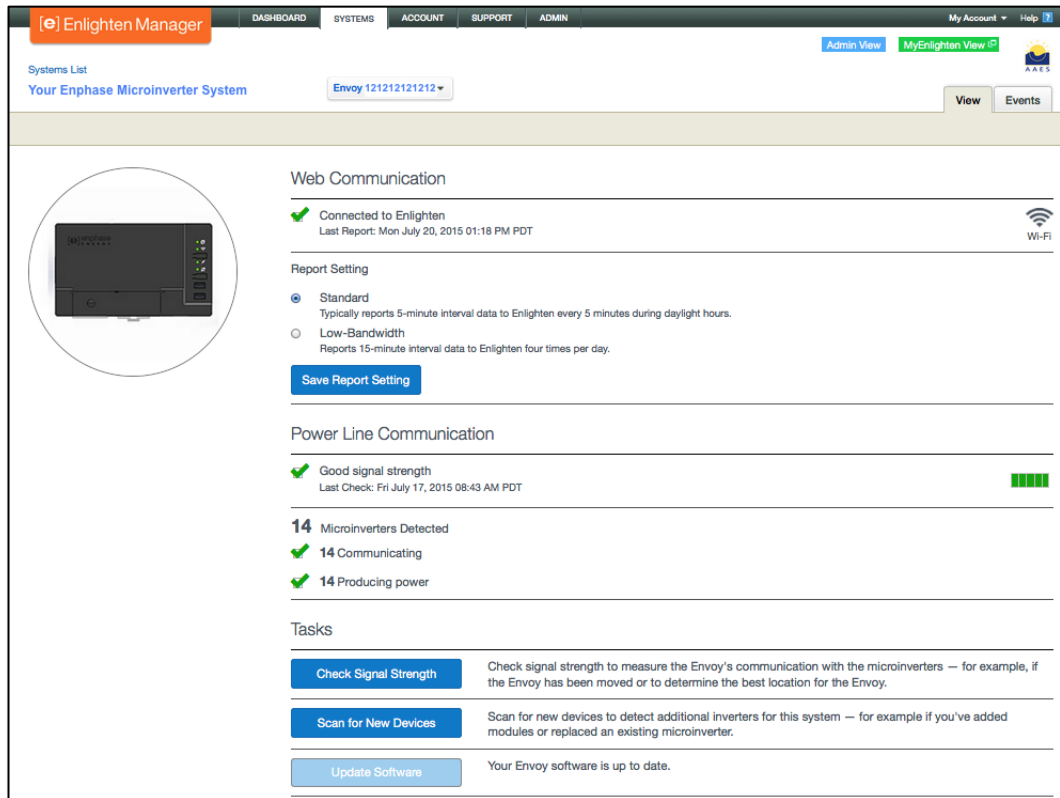 [e] Enlighten Manager
DASHBOARD SYSTEMS ACCOUNT SUPPORT ADMIN
My Account Help ?
Admin View MyEnlighten View
AAES
Systems List
Your Enphase Microinverter System
Envoy 121212121212
View Events
[e] enphase
Web Communication
Connected to Enlighten
Last Report: Mon July 20, 2015 01:18 PM PDT
Wi-Fi
Report Setting
Standard
Typically reports 5-minute interval data to Enlighten every 5 minutes during daylight hours.
Low-Bandwidth
Reports 15-minute interval data to Enlighten four times per day.
Save Report Setting
Power Line Communication
Good signal strength
Last Check: Fri July 17, 2015 08:43 AM PDT
14 Microinverters Detected
14 Communicating
14 Producing power
Tasks
Check Signal Strength
Check signal strength to measure the Envoy's communication with the microinverters — for example, if
the Envoy has been moved or to determine the best location for the Envoy.
Scan for New Devices
Scan for new devices to detect additional inverters for this system — for example if you've added
modules or replaced an existing microinverter.
Update Software
Your Envoy software is up to date.